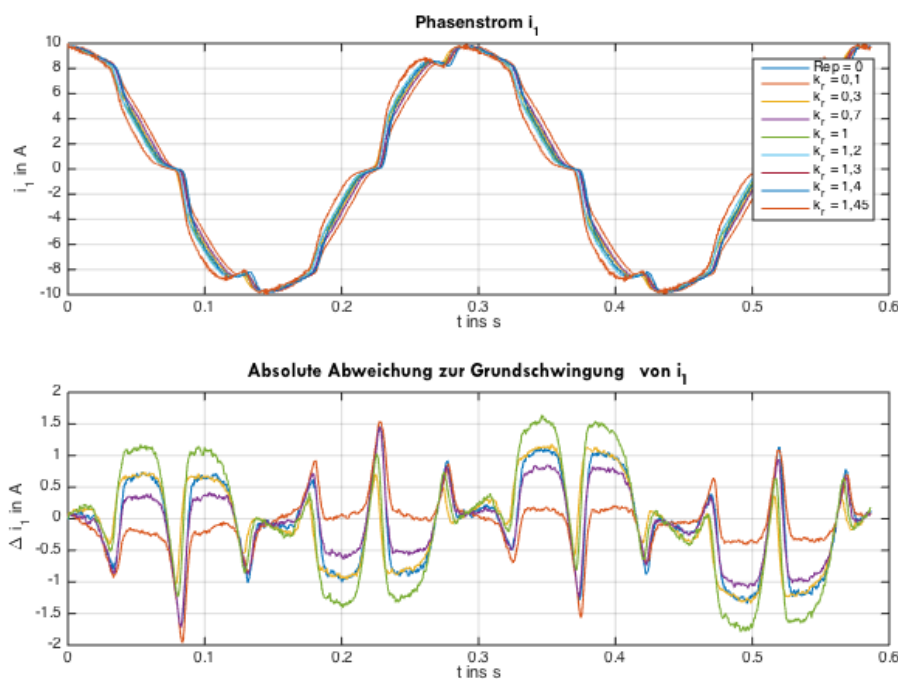 Phasenstrom i1
10
8
6
4
2
0
-2
-4
-6
-8
-10
i1 in A
0
0.1
0.2
0.3
0.4
0.5
0.6
t ins s
Rep = 0
kr = 0,1
kr = 0,3
kr = 0,7
kr = 1
kr = 1,2
kr = 1,3
kr = 1,4
kr = 1,45
Absolute Abweichung zur Grundschwingung von i1
2
1.5
1
0.5
0
-0.5
-1
-1.5
-2
Δ i1 in A
0
0.1
0.2
0.3
0.4
0.5
0.6
t ins s